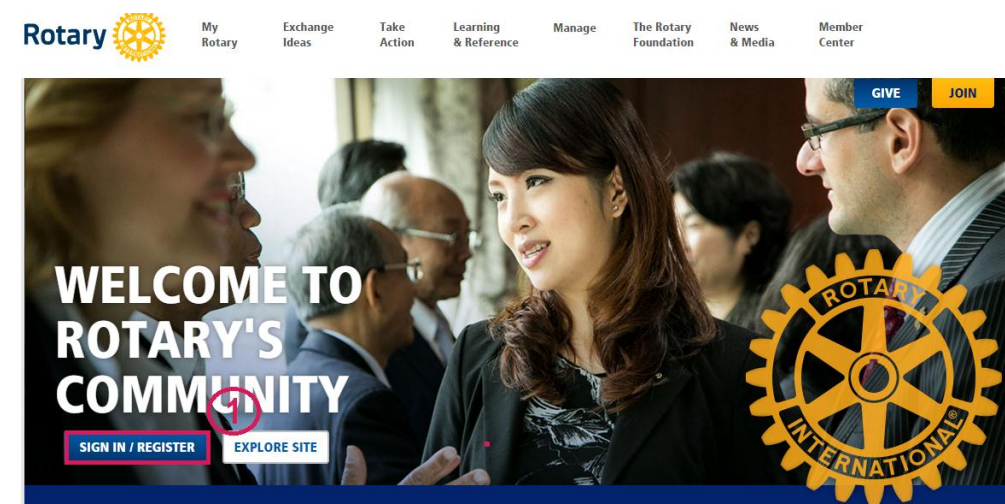 Rotary
My
Rotary
Exchange
Ideas
Take
Action
Learning
& Reference
Manage
The Rotary
Foundation
News
& Media
Member
Center
GIVE
JOIN
WELCOME TO
ROTARY'S
COMMUNITY
1
SIGN IN / REGISTER
EXPLORE SITE
ROTARY
INTERNATIONAL®